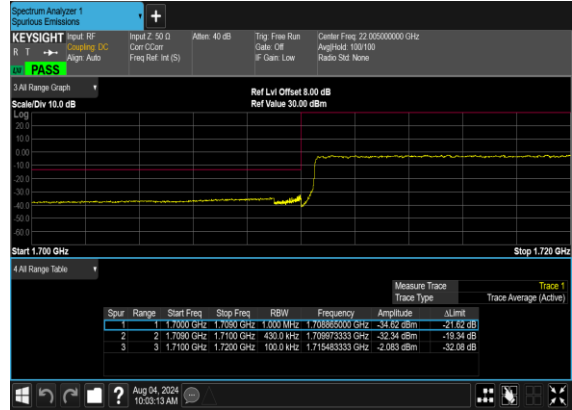 Spectrum Analyzer 1
Spurious Emissions
+
KEYSIGHT Input: RF Input Z: 50 Ω Atten: 40 dB Trig: Free Run Center Freq: 22.005000000 GHz
R T Coupling: DC Corr CCorr Gate: Off Avg|Hold: 100/100
Align: Auto Freq Ref: Int (S) IF Gain: Low Radio Std: None
PASS
3 All Range Graph
Ref Lvl Offset 8.00 dB
Scale/Div 10.0 dB Ref Value 30.00 dBm
Log
20.0
10.0
0.00
-10.0
-20.0
-30.0
-40.0
-50.0
-60.0
Start 1.700 GHz Stop 1.720 GHz
4 All Range Table
Measure Trace Trace 1
Trace Type Trace Average (Active)
Spur Range Start Freq Stop Freq RBW Frequency Amplitude ΔLimit
1 1 1.7000 GHz 1.7090 GHz 1.000 MHz 1.708865000 GHz -34.62 dBm -21.62 dB
2 2 1.7090 GHz 1.7100 GHz 430.0 kHz 1.709973333 GHz -32.34 dBm -19.34 dB
3 3 1.7100 GHz 1.7200 GHz 100.0 kHz 1.715483333 GHz -2.083 dBm -32.08 dB
? Aug 04, 2024
10:03:13 AM